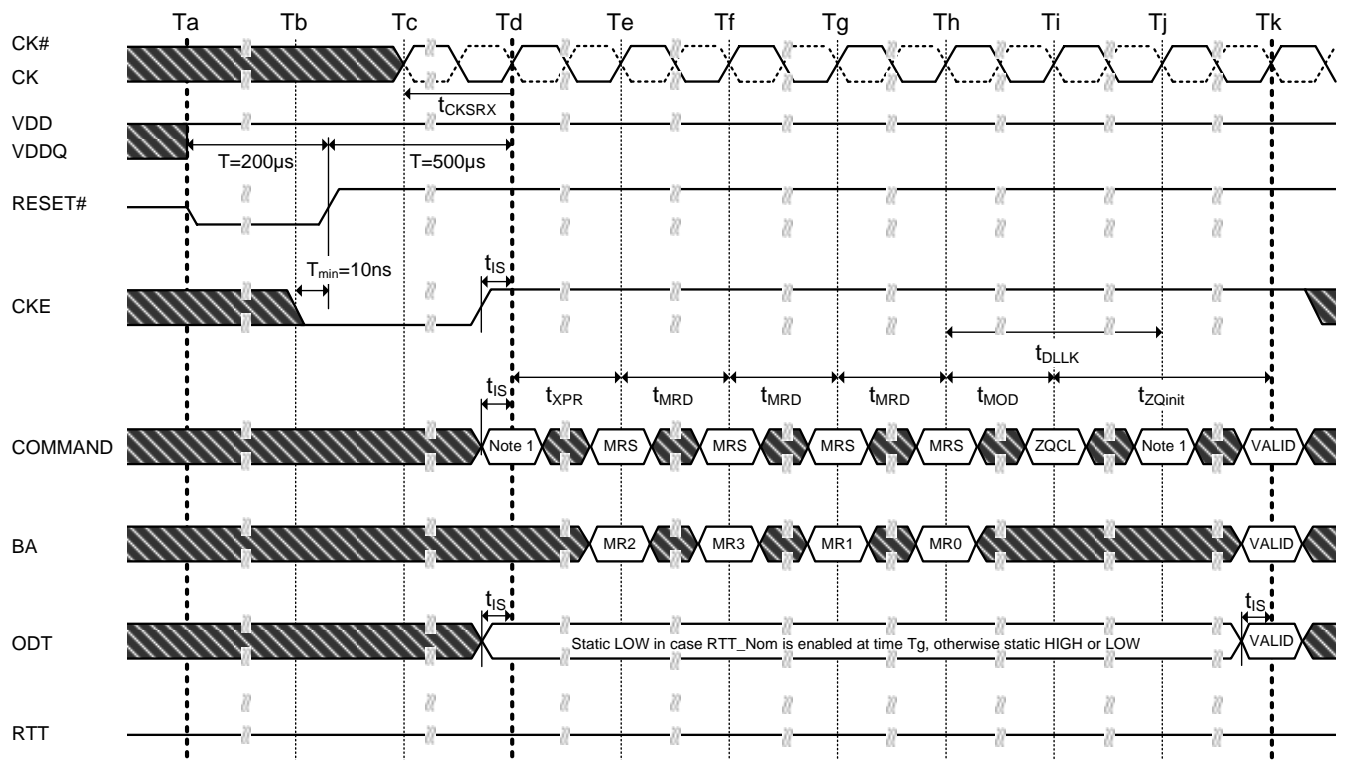 Ta Tb Tc Td Te Tf Tg Th Ti Tj Tk
CK#
CK
tCKSRX
VDD
VDDQ
T=200µs T=500µs
RESET#
Tmin=10ns tIS
CKE
tDLLK
tIS tXPR tMRD tMRD tMRD tMOD tZQinit
COMMAND Note 1 MRS MRS MRS MRS ZQCL Note 1 VALID
BA MR2 MR3 MR1 MR0 VALID
tIS tIS
ODT Static LOW in case RTT_Nom is enabled at time Tg, otherwise static HIGH or LOW VALID
RTT